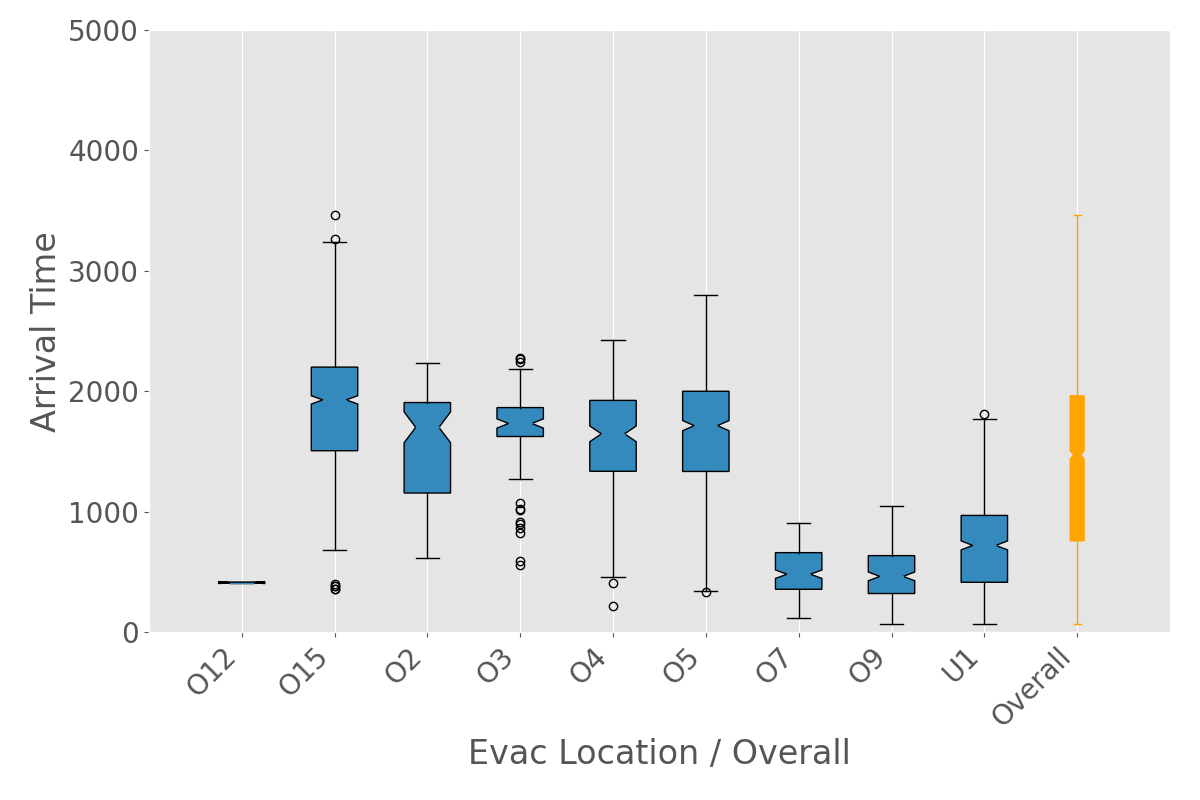 5000
4000
3000
2000
1000
0
Arrival Time
O12
O15
O2
O3
O4
O5
O7
O9
U1
Overall
Evac Location / Overall